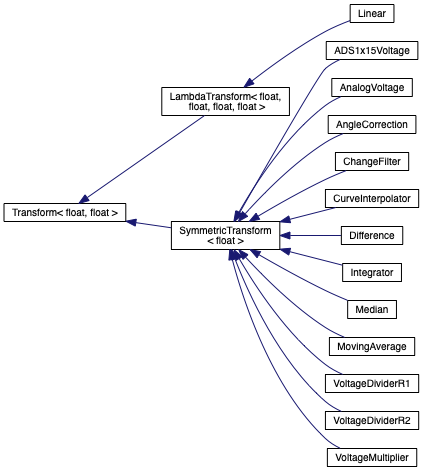 Linear
ADS1x15Voltage
LambdaTransform< float,
float, float, float >
AnalogVoltage
AngleCorrection
ChangeFilter
CurveInterpolator
Transform< float, float >
SymmetricTransform
< float >
Difference
Integrator
Median
MovingAverage
VoltageDividerR1
VoltageDividerR2
VoltageMultiplier